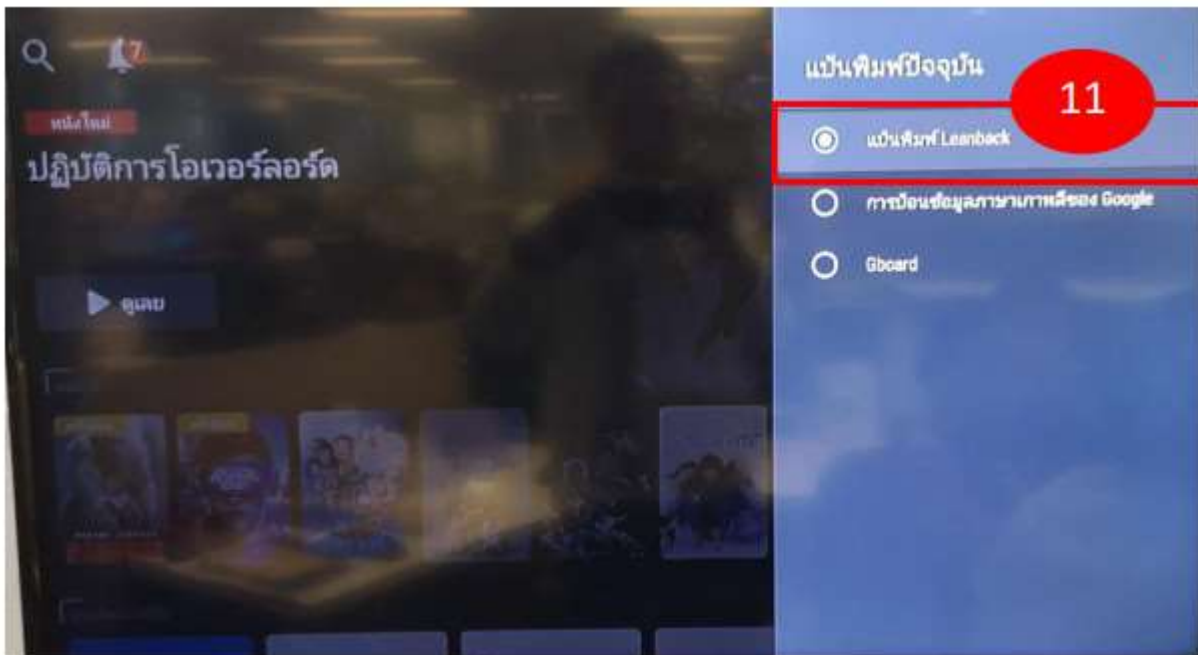 7
หนังใหม่
ปฏิบัติการโอเวอร์ลอร์ด
ดูเลย
แป้นพิมพ์ปัจจุบัน
11
แป้นพิมพ์ Leanback
การป้อนข้อมูลภาษาเกาหลีของ Google
Gboard